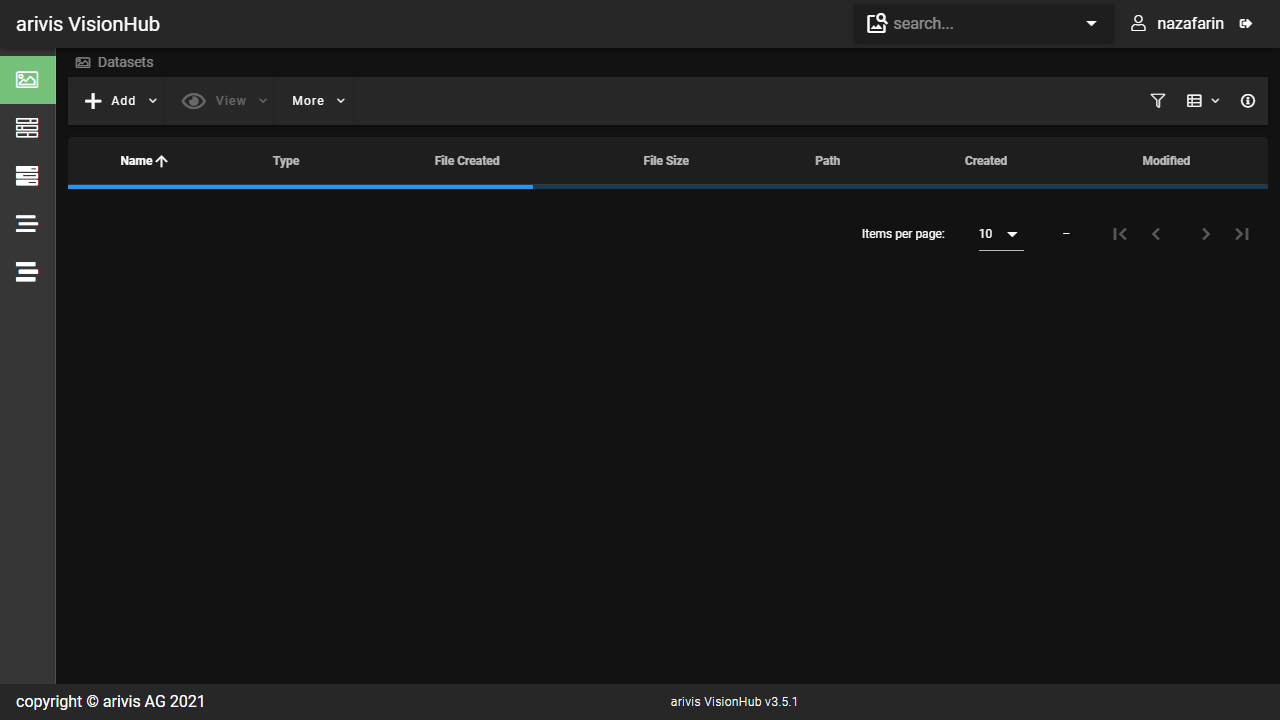 arivis VisionHub
search...
nazafarin
Datasets
Add
View
More
Name Type File Created File Size Path Created Modified
Items per page: 10 –
copyright © arivis AG 2021
arivis VisionHub v3.5.1